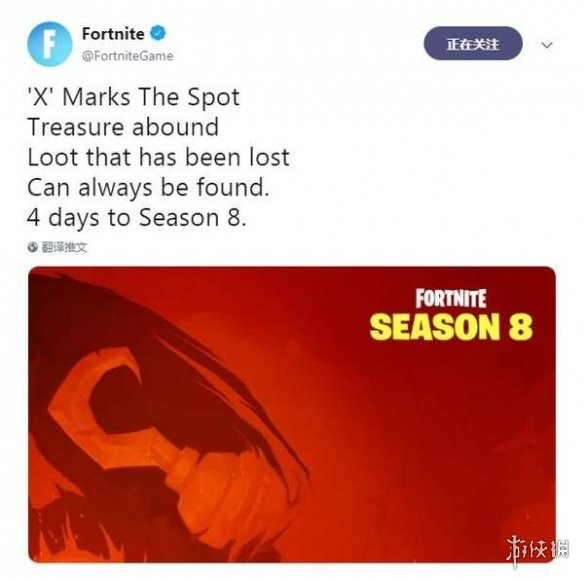 Fortnite
@FortniteGame
正在关注
'X' Marks The Spot
Treasure abound
Loot that has been lost
Can always be found.
4 days to Season 8.
翻译推文
FORTNITE
SEASON 8
游侠网